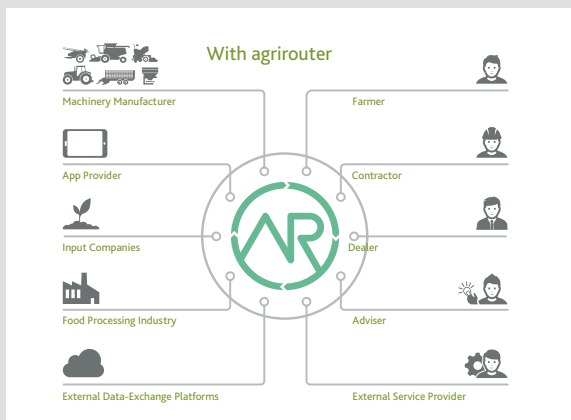 With agrirouter
Machinery Manufacturer
Farmer
App Provider
Contractor
Input Companies
Dealer
Food Processing Industry
Adviser
External Data-Exchange Platforms
External Service Provider
AR